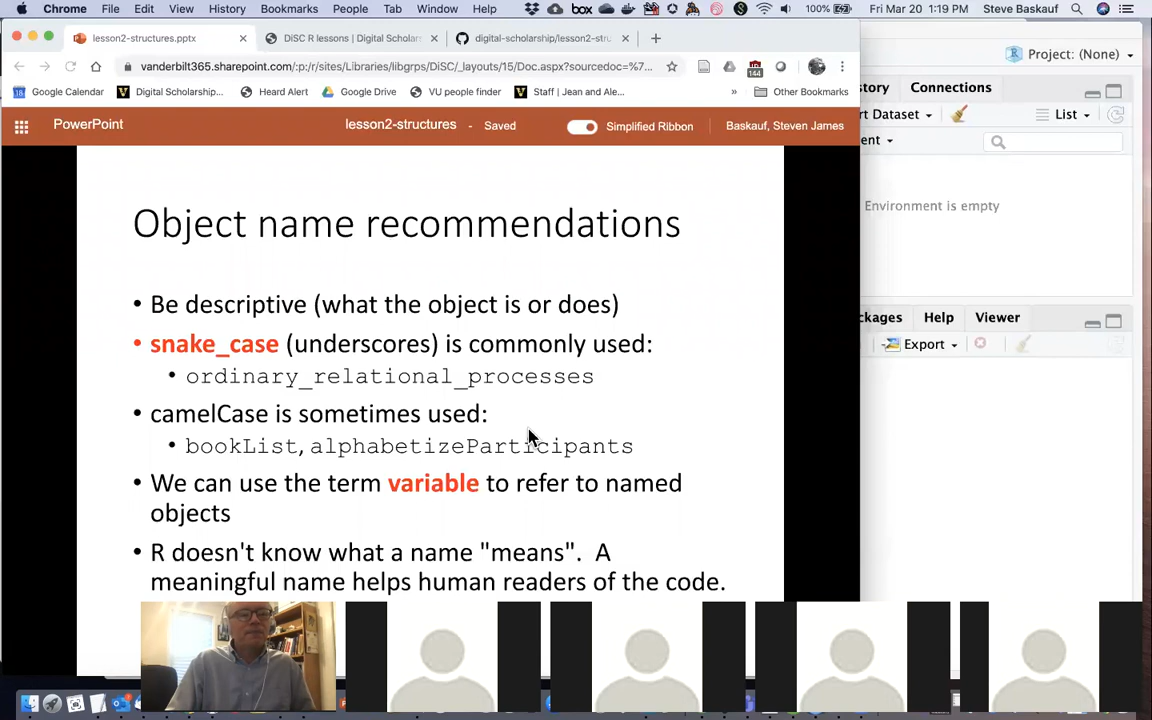 Chrome File Edit View History Bookmarks People Tab Window Help box 100% Fri Mar 20 1:19 PM Steve Baskauf
lesson2-structures.pptx DiSC R lessons | Digital Scholar digital-scholarship/lesson2-stru
Project: (None)
vanderbilt365.sharepoint.com/:p:/r/sites/Libraries/libgrps/DiSC/_layouts/15/Doc.aspx?sourcedoc=%7... 144
story Connections
Google Calendar Digital Scholarship... Heard Alert Google Drive VU people finder Staff | Jean and Ale... » Other Bookmarks
rt Dataset List
PowerPoint lesson2-structures - Saved Simplified Ribbon Baskauf, Steven James
ent
Environment is empty
Object name recommendations
• Be descriptive (what the object is or does)
ckages Help Viewer
• snake_case (underscores) is commonly used:
Export
• ordinary_relational_processes
• camelCase is sometimes used:
• bookList, alphabetizeParticipants
• We can use the term variable to refer to named
objects
• R doesn't know what a name "means". A
meaningful name helps human readers of the code.